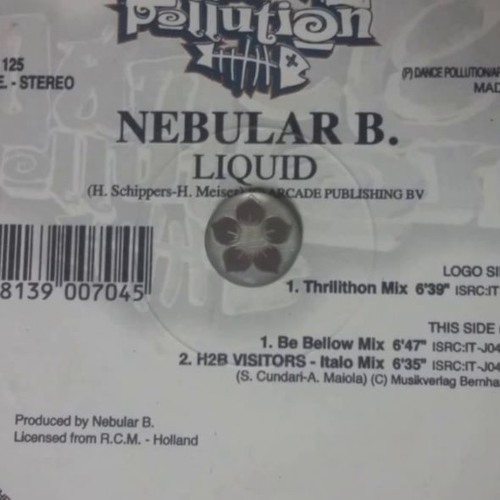 Pollution
125
E. - STEREO
(P) DANCE POLLUTION/AR
MAD
NEBULAR B.
LIQUID
(H. Schippers-H. Meiser) ARCADE PUBLISHING BV
8139 007045
LOGO SI
1. Thrilithon Mix 6'39" ISRC:IT
THIS SIDE
1. Be Bellow Mix 6'47" ISRC:IT-J04
2. H2B VISITORS - Italo Mix 6'35" ISRC:IT-J04
(S. Cundari-A. Maiola) (C) Musikverlag Bernha
Produced by Nebular B.
Licensed from R.C.M. - Holland